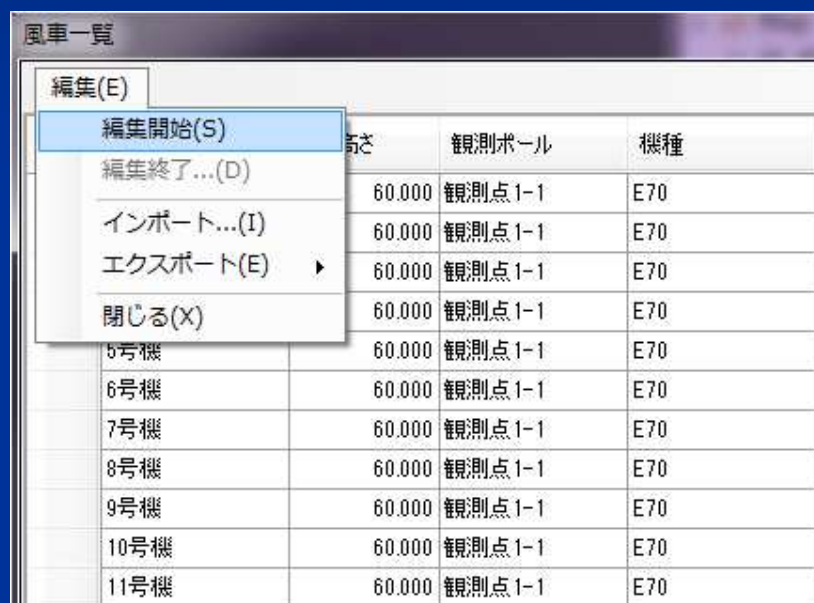 風車一覧
編集(E)
編集開始(S)
編集終了...(D)
インポート...(I)
エクスポート(E)
閉じる(X)
高さ 観測ポール 機種
60.000 観測点1-1 E70
60.000 観測点1-1 E70
60.000 観測点1-1 E70
60.000 観測点1-1 E70
5号機 60.000 観測点1-1 E70
6号機 60.000 観測点1-1 E70
7号機 60.000 観測点1-1 E70
8号機 60.000 観測点1-1 E70
9号機 60.000 観測点1-1 E70
10号機 60.000 観測点1-1 E70
11号機 60.000 観測点1-1 E70